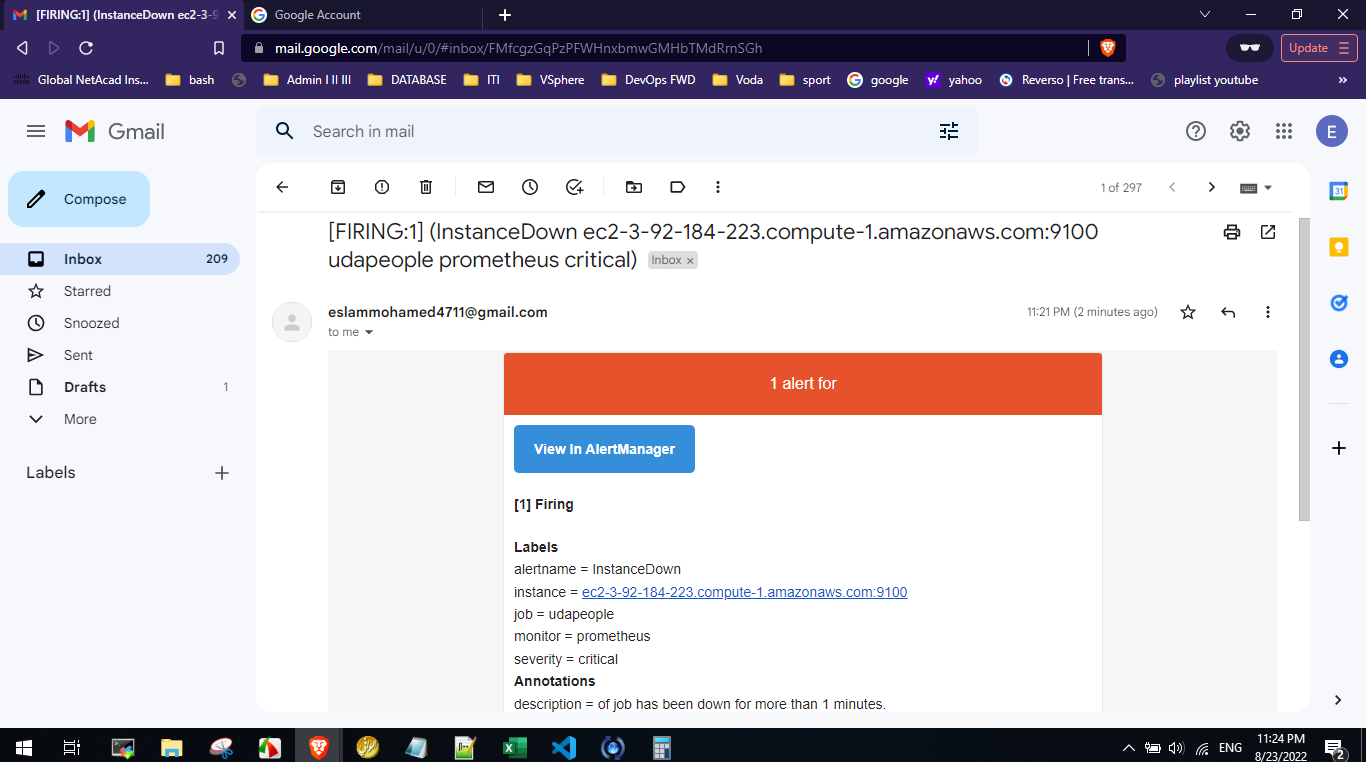 [FIRING:1] (InstanceDown ec2-3-9
Google Account
mail.google.com/mail/u/0/#inbox/FMfcgzGqPzPFWHnxbmwGMHbTMdRmSGh
Update
Global NetAcad Ins...
bash
Admin I II III
DATABASE
ITI
VSphere
DevOps FWD
Voda
sport
google
yahoo
Reverso | Free trans...
playlist youtube
»
Gmail
Search in mail
E
Compose
1 of 297
31
[FIRING:1] (InstanceDown ec2-3-92-184-223.compute-1.amazonaws.com:9100
udapeople prometheus critical) Inbox ×
Inbox 209
Starred
Snoozed
Sent
Drafts 1
More
Labels
eslammohamed4711@gmail.com
11:21 PM (2 minutes ago)
to me
1 alert for
View In AlertManager
[1] Firing
Labels
alertname = InstanceDown
instance = ec2-3-92-184-223.compute-1.amazonaws.com:9100
job = udapeople
monitor = prometheus
severity = critical
Annotations
description = of job has been down for more than 1 minutes.
ENG
11:24 PM
8/23/2022
2